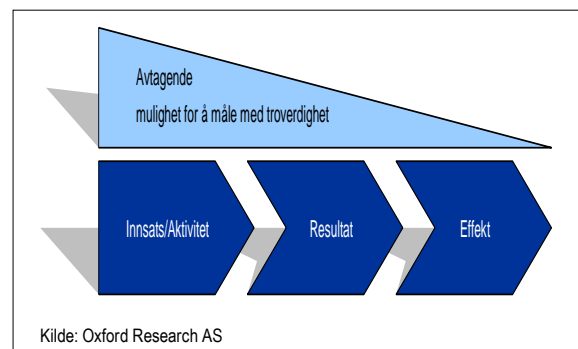 Avtagende
mulighet for å måle med troverdighet
Innsats/Aktivitet
Resultat
Effekt
Kilde: Oxford Research AS